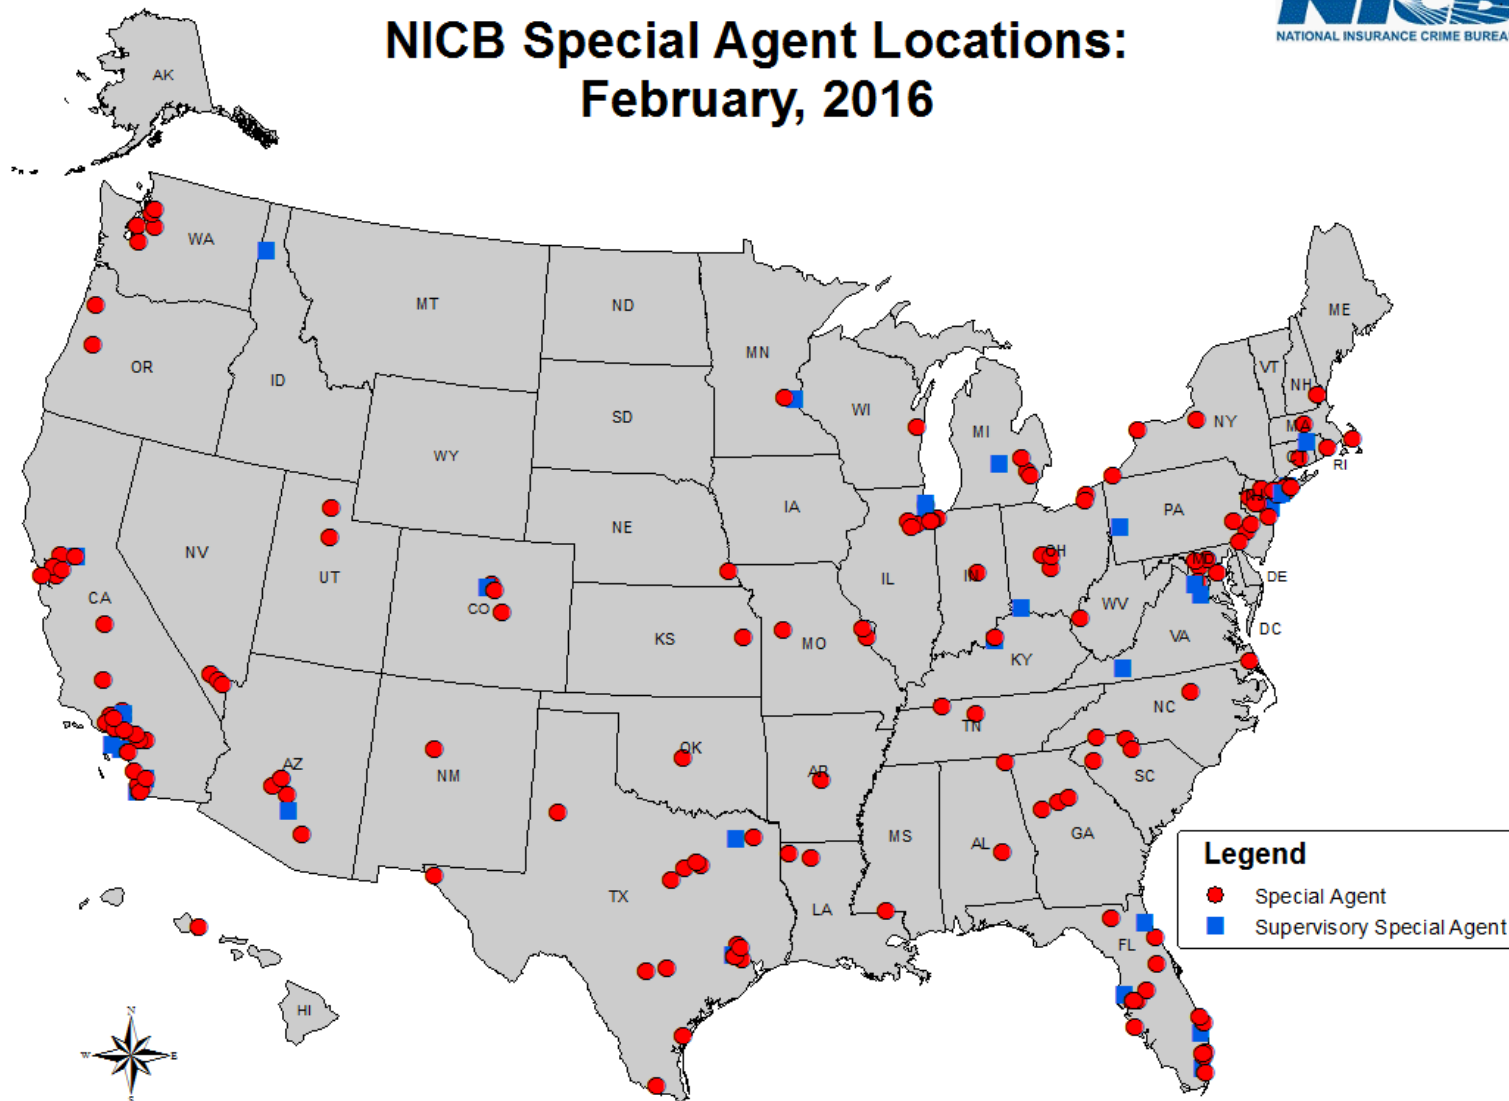 NICB Special Agent Locations:
February, 2016
NICB
NATIONAL INSURANCE CRIME BUREAU
AK
WA
MT
ND
MN
ME
OR
ID
SD
WI
MI
NY
VT
NH
MA
CT
RI
WY
IA
PA
NJ
NV
UT
NE
IL
IN
OH
MD
DE
CA
CO
KS
MO
KY
WV
VA
DC
AZ
NM
OK
AR
TN
NC
SC
MS
AL
GA
TX
LA
FL
HI
Legend
Special Agent
Supervisory Special Agent
N
W E
S